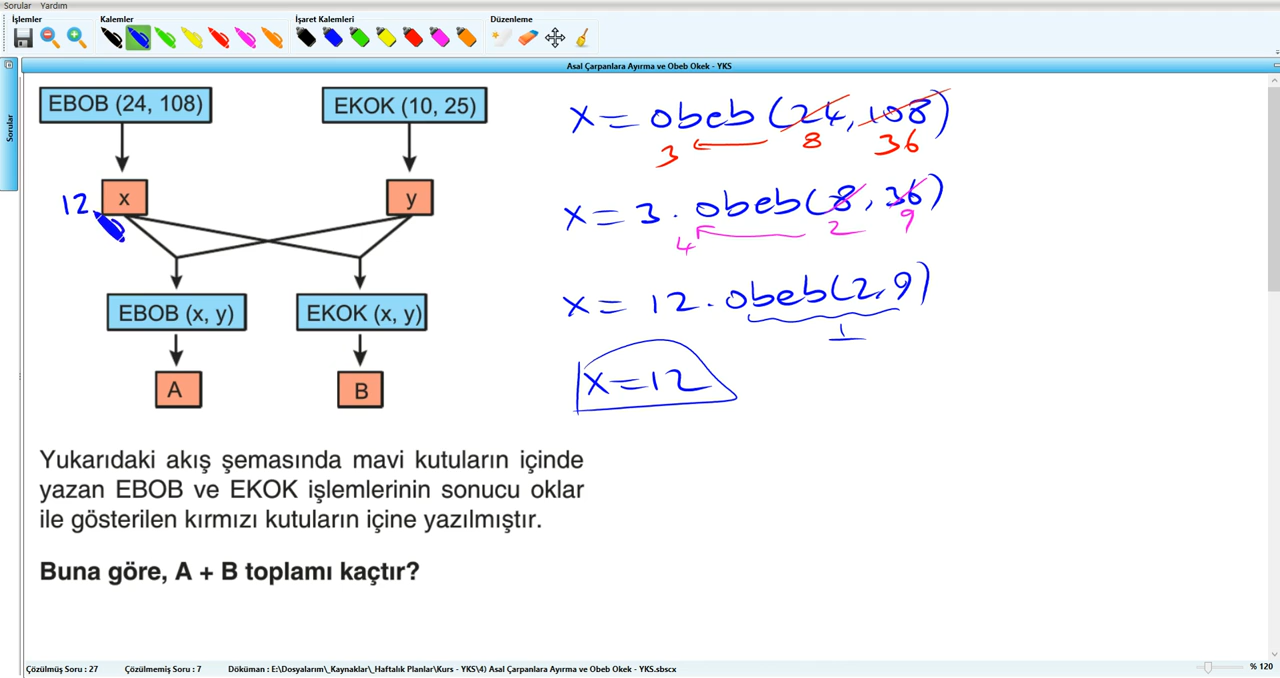 Sorular Yardım
İşlemler Kalemler İşaret Kalemleri Düzenleme
Asal Çarpanlara Ayırma ve Obeb Okek - YKS
Sorular
EBOB (24, 108) EKOK (10, 25)
12 x y
EBOB (x, y) EKOK (x, y)
A B
x = obeb (24, 108)
3 8 36
x = 3 . obeb (8, 36)
4 2 9
x = 12 . obeb (2, 9)
1
x = 12
Yukarıdaki akış şemasında mavi kutuların içinde
yazan EBOB ve EKOK işlemlerinin sonucu oklar
ile gösterilen kırmızı kutuların içine yazılmıştır.
Buna göre, A + B toplamı kaçtır?
Çözülmüş Soru : 27 Çözülmemiş Soru : 7 Döküman : E:\Dosyalarım\_Kaynaklar\_Haftalık Planlar\Kurs - YKS\4) Asal Çarpanlara Ayırma ve Obeb Okek - YKS.sbscx % 120